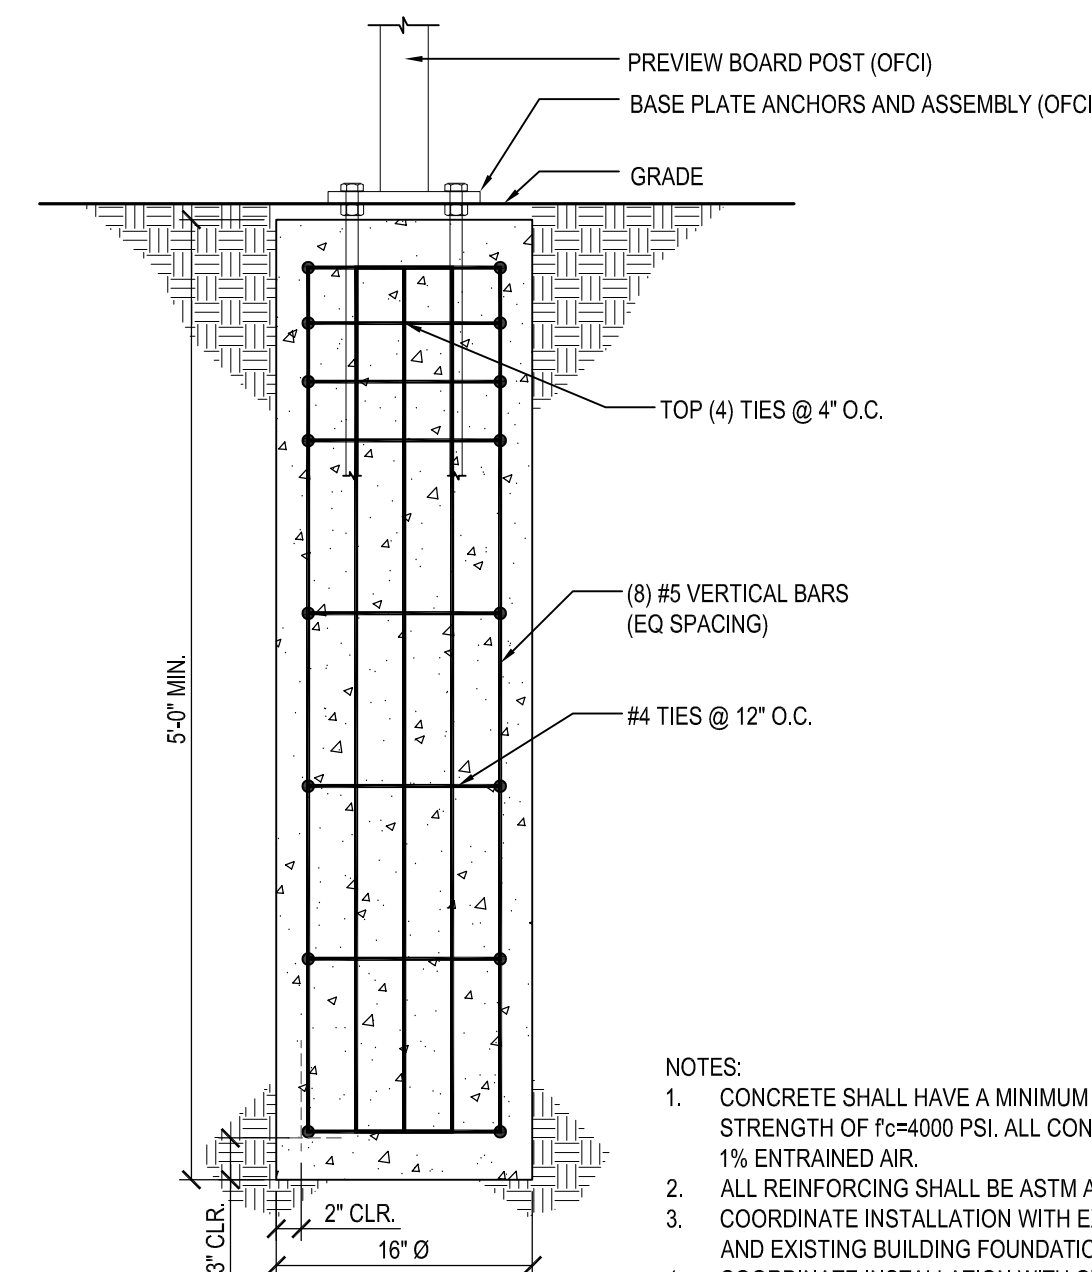 PREVIEW BOARD POST (OFCI)
BASE PLATE ANCHORS AND ASSEMBLY (OFCI
GRADE
TOP (4) TIES @ 4" O.C.
(8) #5 VERTICAL BARS
(EQ SPACING)
5'-0" MIN.
#4 TIES @ 12" O.C.
NOTES:
1. CONCRETE SHALL HAVE A MINIMUM
STRENGTH OF f'c=4000 PSI. ALL CON
1% ENTRAINED AIR.
2. ALL REINFORCING SHALL BE ASTM A
3. COORDINATE INSTALLATION WITH EX
AND EXISTING BUILDING FOUNDATIO
2" CLR.
3" CLR.
16" Ø